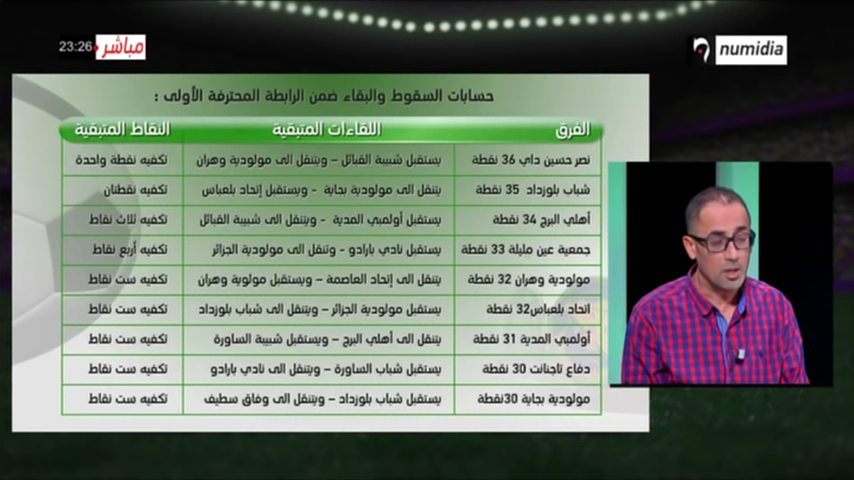 23:26 مباشر
numidia
حسابات السقوط والبقاء ضمن الرابطة المحترفة الأولى :
الفرق اللقاءات المتبقية النقاط المتبقية
نصر حسين داي 36 نقطة يستقبل شبيبة القبائل – ويتنقل الى مولودية وهران تكفيه نقطة واحدة
شباب بلوزداد 35 نقطة يتنقل الى مولودية بجاية - ويستقبل إتحاد بلعباس تكفيه نقطتان
أهلي البرج 34 نقطة يستقبل أولمبي المدية - ويتنقل الى شبيبة القبائل تكفيه ثلاث نقاط
جمعية عين مليلة 33 نقطة يستقبل نادي بارادو - وتنقل الى مولودية الجزائر تكفيه أربع نقاط
مولودية وهران 32 نقطة يتنقل الى إتحاد العاصمة – ويستقبل مولوية وهران تكفيه ست نقاط
اتحاد بلعباس32 نقطة يستقبل مولودية الجزائر – ويتنقل الى شباب بلوزداد تكفيه ست نقاط
أولمبي المدية 31 نقطة يتنقل الى أهلي البرج – ويستقبل شبيبة الساورة تكفيه ست نقاط
دفاع تاجنانت 30 نقطة يستقبل شباب الساورة – ويتنقل الى نادي بارادو تكفيه ست نقاط
مولودية بجاية 30نقطة يستقبل شباب بلوزداد – ويتنقل الى وفاق سطيف تكفيه ست نقاط